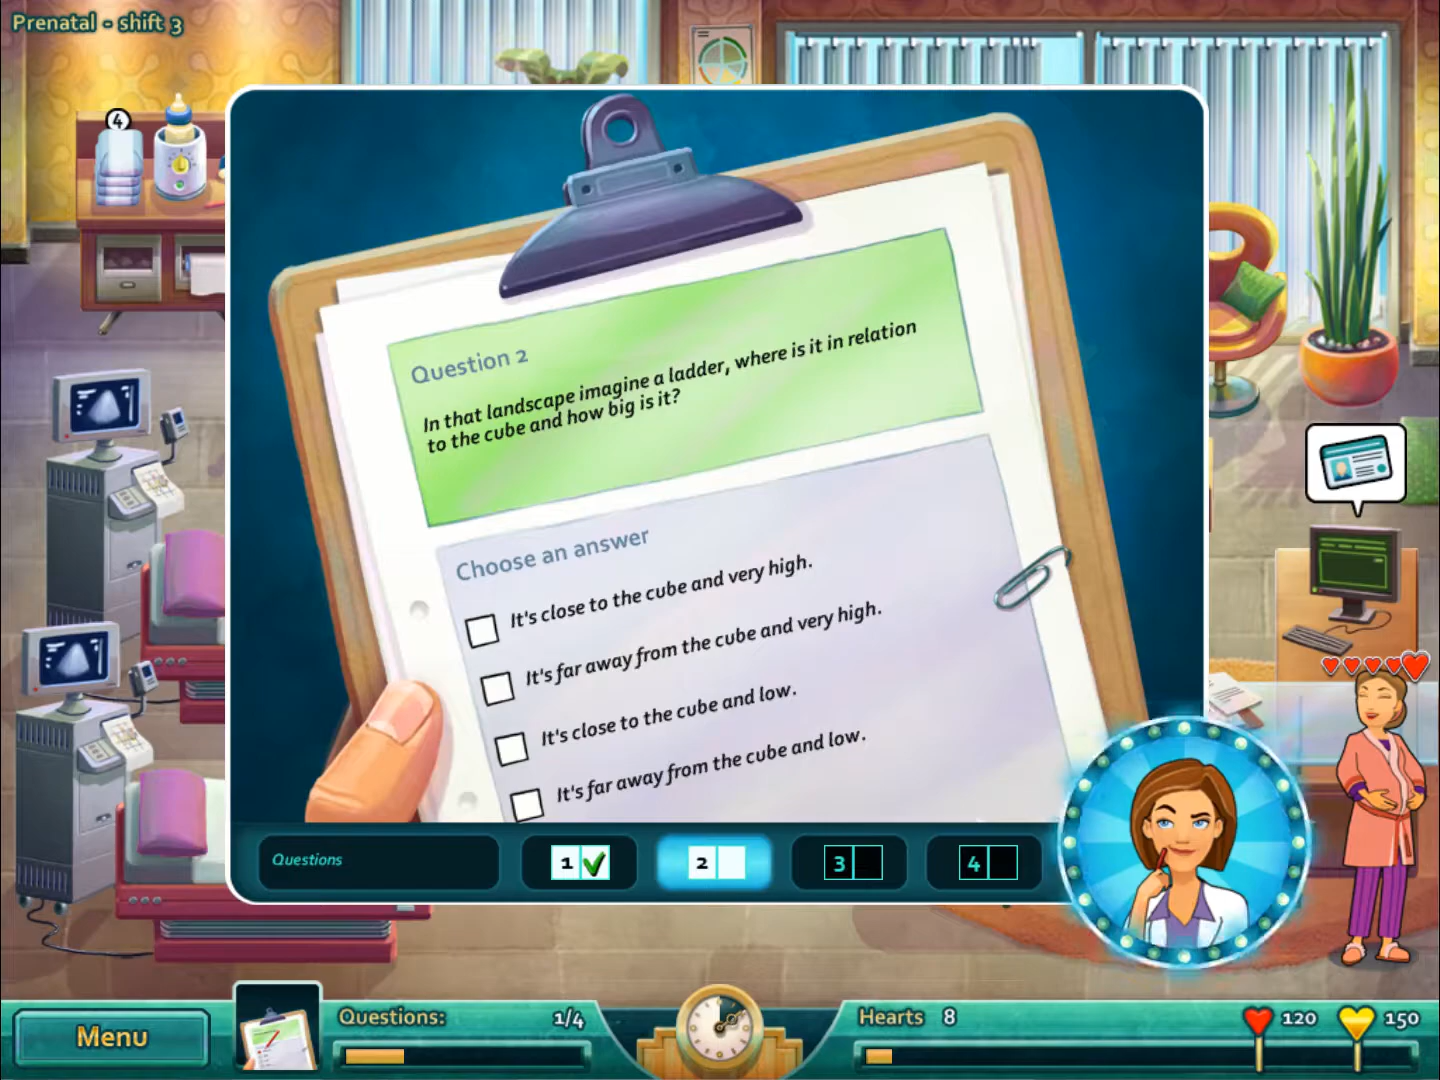 Prenatal - shift 3
4
Question 2
In that landscape imagine a ladder, where is it in relation
to the cube and how big is it?
Choose an answer
It's close to the cube and very high.
It's far away from the cube and very high.
It's close to the cube and low.
It's far away from the cube and low.
Questions
1
2
3
4
Menu
Questions:
1/4
Hearts 8
120
150